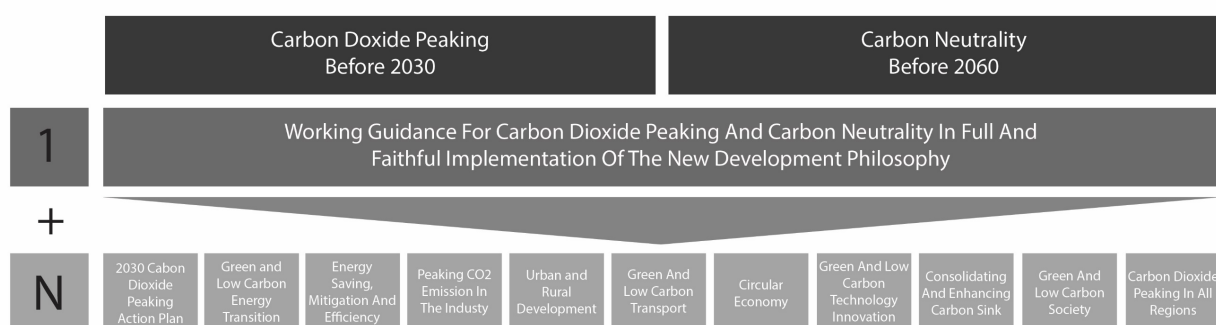 Carbon Doxide Peaking
Before 2030
Carbon Neutrality
Before 2060
1
Working Guidance For Carbon Dioxide Peaking And Carbon Neutrality In Full And
Faithful Implementation Of The New Development Philosophy
+
N
2030 Cabon
Dioxide
Peaking
Action Plan
Green and
Low Carbon
Energy
Transition
Energy
Saving,
Mitigation And
Efficiency
Peaking CO2
Emission In
The Industy
Urban and
Rural
Development
Green And
Low Carbon
Transport
Circular
Economy
Green And Low
Carbon
Technology
Innovation
Consolidating
And Enhancing
Carbon Sink
Green And
Low Carbon
Society
Carbon Dioxide
Peaking In All
Regions